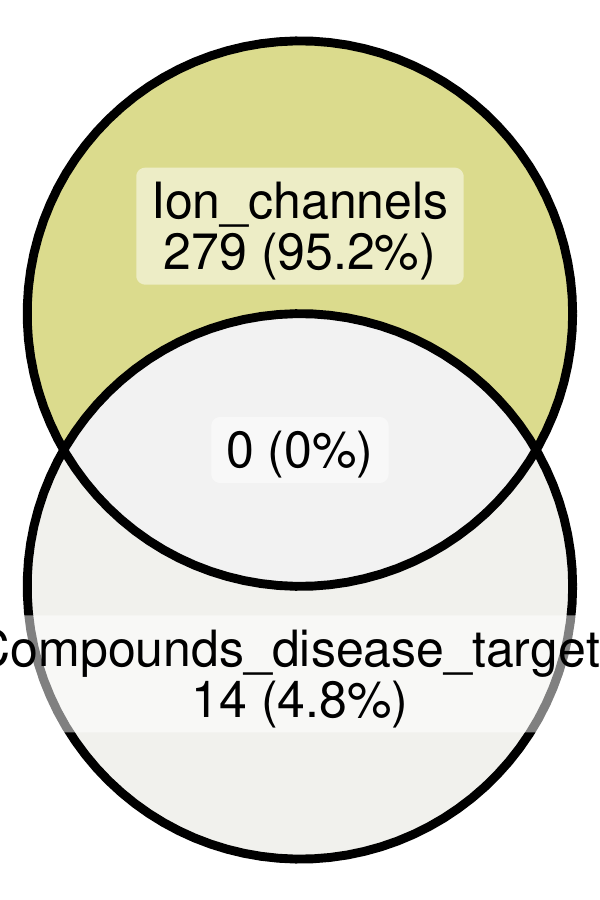 Ion_channels
279 (95.2%)
0 (0%)
Compounds_disease_target
14 (4.8%)